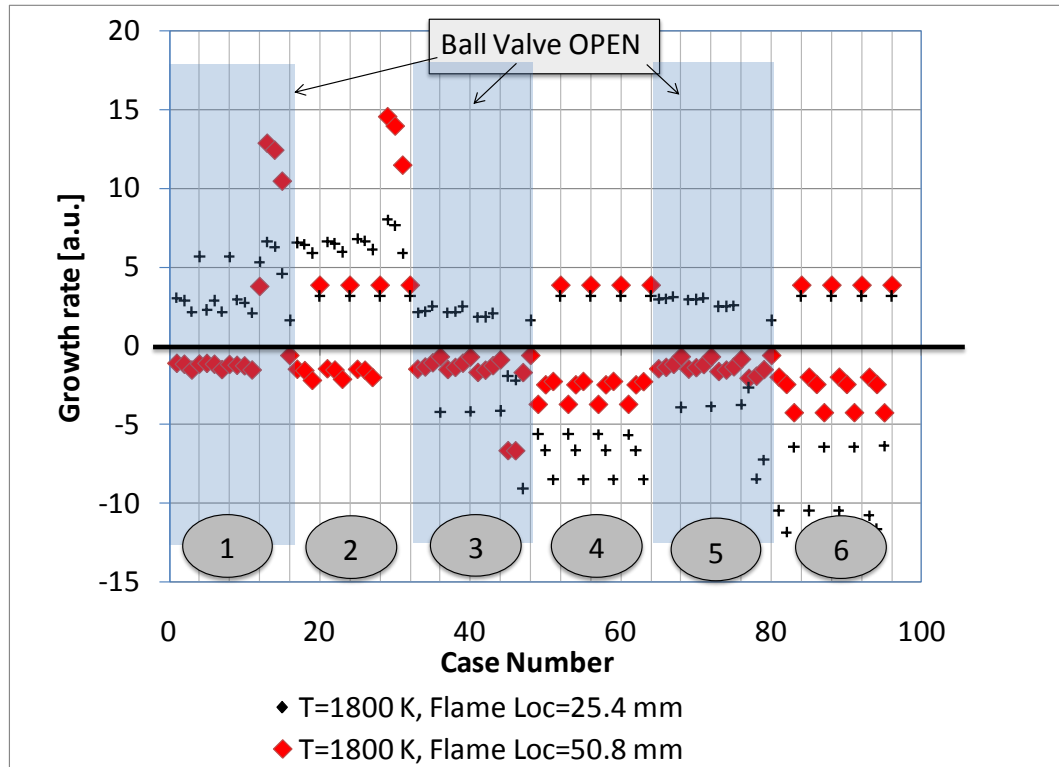 20
Ball Valve OPEN
15
10
5
0
-5
-10
-15
Growth rate [a.u.]
1 2 3 4 5 6
0 20 40 60 80 100
Case Number
T=1800 K, Flame Loc=25.4 mm
T=1800 K, Flame Loc=50.8 mm